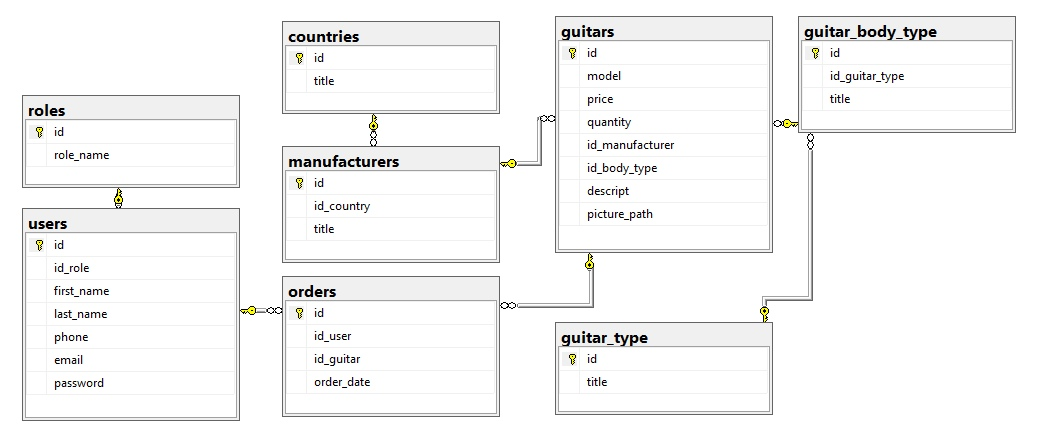 roles
id
role_name
users
id
id_role
first_name
last_name
phone
email
password
countries
id
title
manufacturers
id
id_country
title
orders
id
id_user
id_guitar
order_date
guitars
id
model
price
quantity
id_manufacturer
id_body_type
descript
picture_path
guitar_type
id
title
guitar_body_type
id
id_guitar_type
title